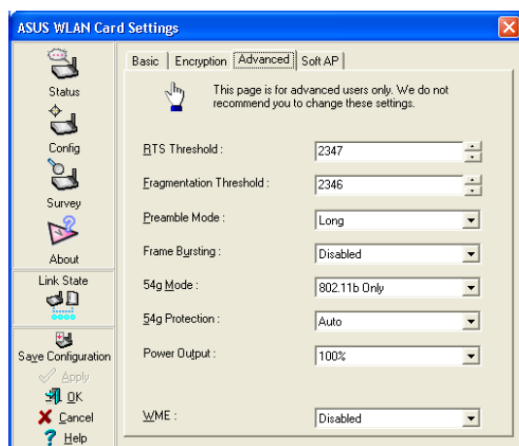 ASUS WLAN Card Settings
Status
Config
Survey
About
Link State
Save Configuration
Apply
OK
Cancel
Help
Basic
Encryption
Advanced
Soft AP
This page is for advanced users only. We do not
recommend you to change these settings.
RTS Threshold :
2347
Fragmentation Threshold :
2346
Preamble Mode :
Long
Frame Bursting :
Disabled
54g Mode :
802.11b Only
54g Protection :
Auto
Power Output :
100%
WME :
Disabled